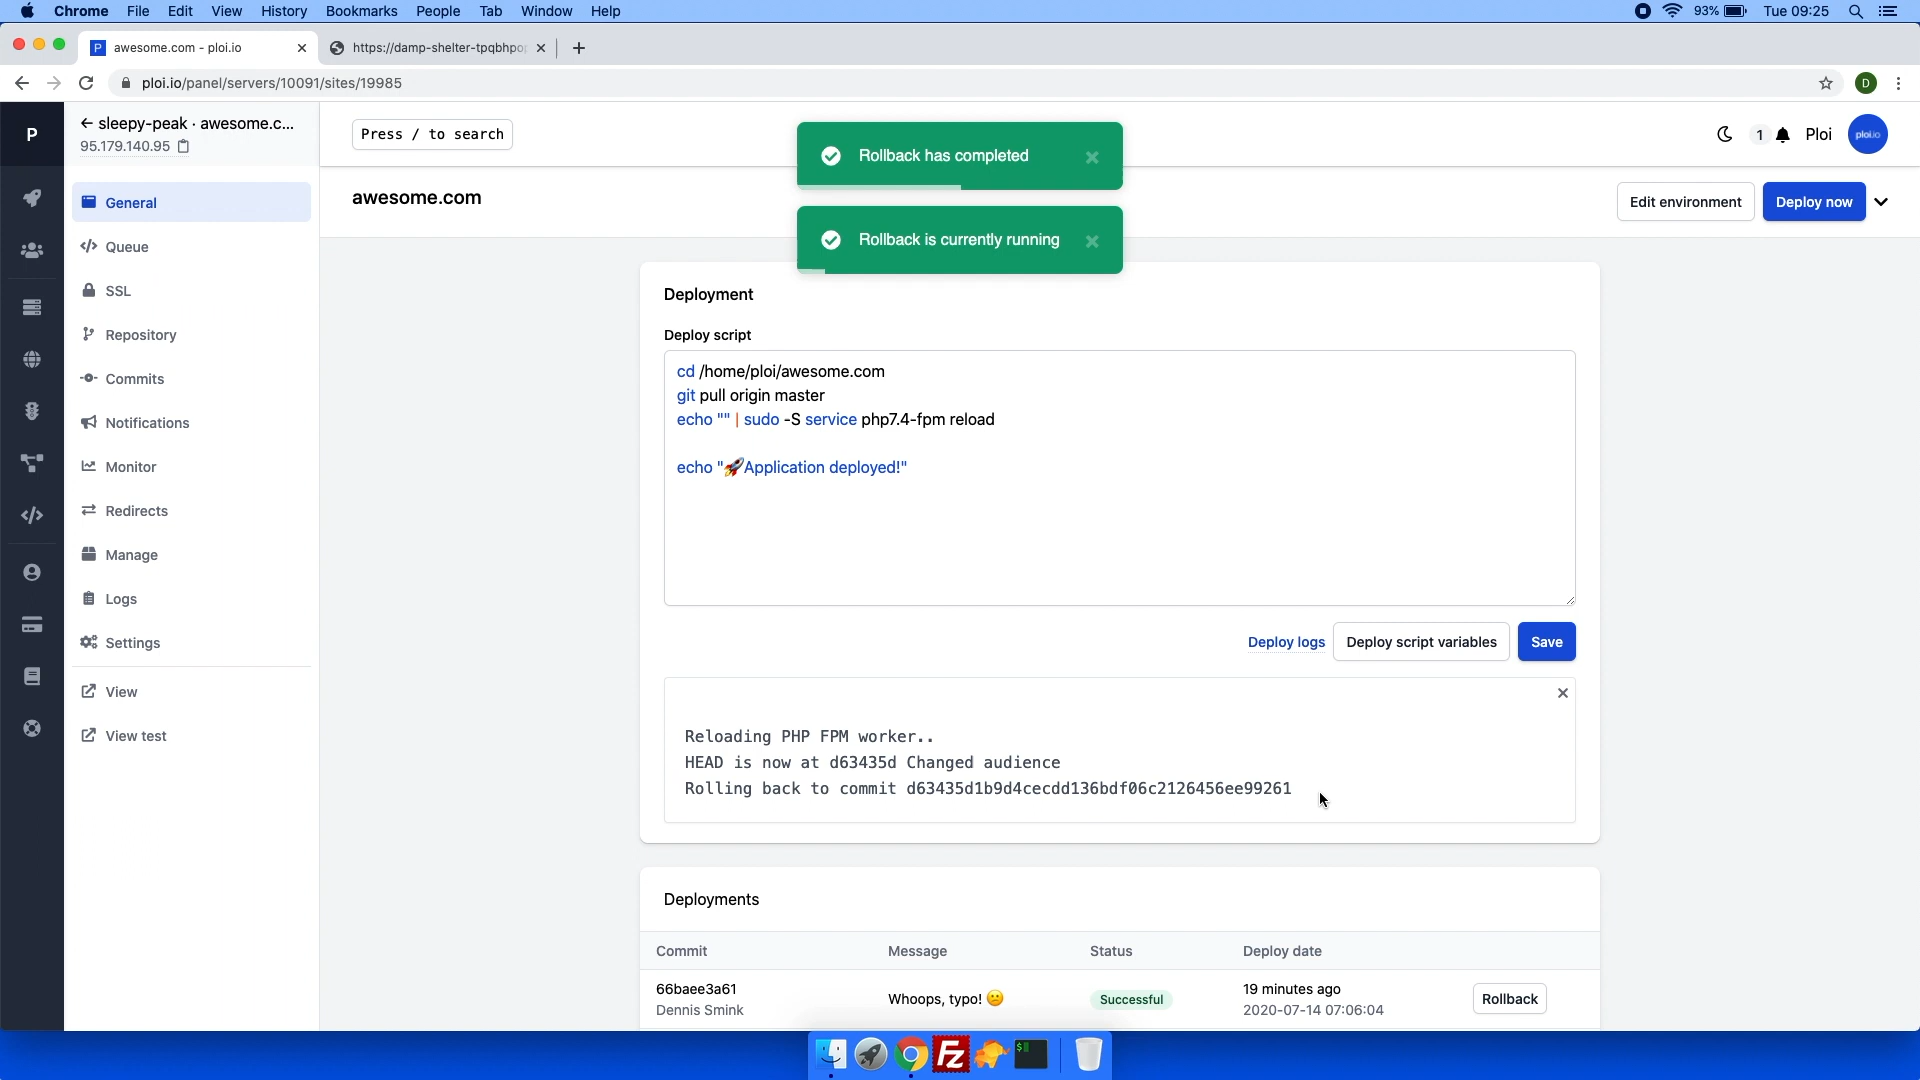 Chrome File Edit View History Bookmarks People Tab Window Help
93% Tue 09:25
awesome.com - ploi.io
https://damp-shelter-tpqbhpo
ploi.io/panel/servers/10091/sites/19985
D
P
← sleepy-peak · awesome.c...
95.179.140.95
Press / to search
1
Ploi
ploi.io
General
Queue
SSL
Repository
Commits
Notifications
Monitor
Redirects
Manage
Logs
Settings
View
View test
Rollback has completed
Rollback is currently running
awesome.com
Edit environment
Deploy now
Deployment
Deploy script
cd /home/ploi/awesome.com
git pull origin master
echo "" | sudo -S service php7.4-fpm reload
echo "🚀Application deployed!"
Deploy logs
Deploy script variables
Save
Reloading PHP FPM worker..
HEAD is now at d63435d Changed audience
Rolling back to commit d63435d1b9d4cecdd136bdf06c2126456ee99261
Deployments
Commit Message Status Deploy date
66baee3a61
Dennis Smink
Whoops, typo! 😕
Successful
19 minutes ago
2020-07-14 07:06:04
Rollback
Fz
$